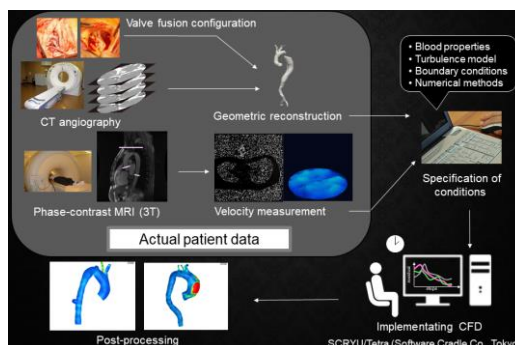 Valve fusion configuration
CT angiography
Geometric reconstruction
Phase-contrast MRI (3T)
Velocity measurement
Actual patient data
• Blood properties
• Turbulence model
• Boundary conditions
• Numerical methods
Specification of
conditions
Post-processing
Implementating CFD
SCRYU/Tetra (Software Cradle Co., Tokyo